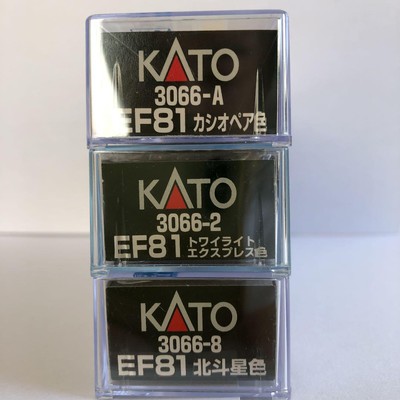 KATO
3066-A
EF81 カシオペア色
KATO
3066-2
EF81 トワイライト
エクスプレス色
KATO
3066-8
EF81 北斗星色